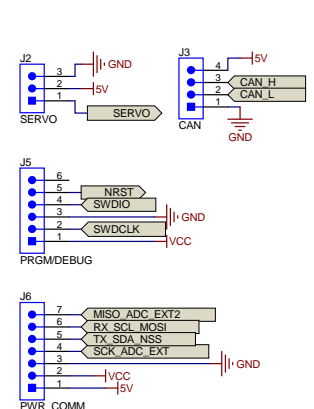 J2
3 GND
2 5V
1 SERVO
SERVO
J3
4 5V
3 CAN_H
2 CAN_L
1
GND
CAN
J5
6
5 NRST
4 SWDIO
3 GND
2 SWDCLK
1 VCC
PRGM/DEBUG
J6
7 MISO_ADC_EXT2
6 RX_SCL_MOSI
5 TX_SDA_NSS
4 SCK_ADC_EXT
3 GND
2 VCC
1 5V
PWR_COMM